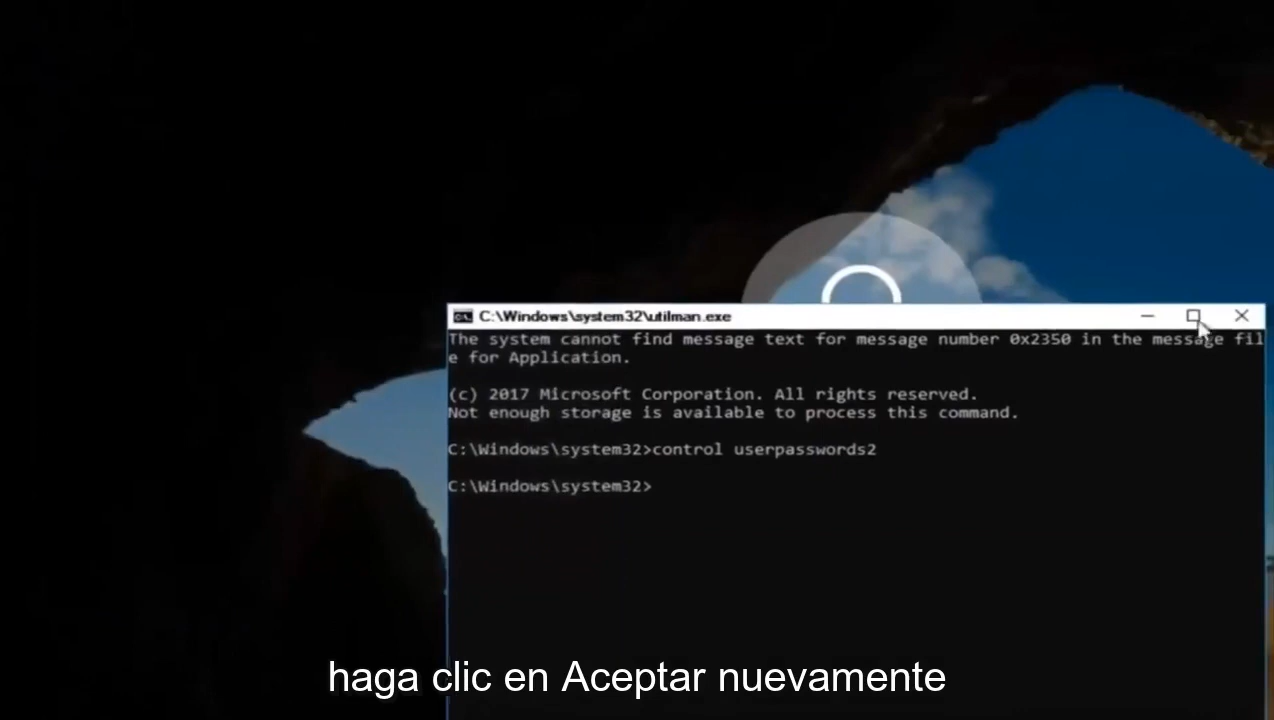 C:\Windows\system32\utilman.exe
The system cannot find message text for message number 0x2350 in the message fil
e for Application.
(c) 2017 Microsoft Corporation. All rights reserved.
Not enough storage is available to process this command.
C:\Windows\system32>control userpasswords2
C:\Windows\system32>
haga clic en Aceptar nuevamente